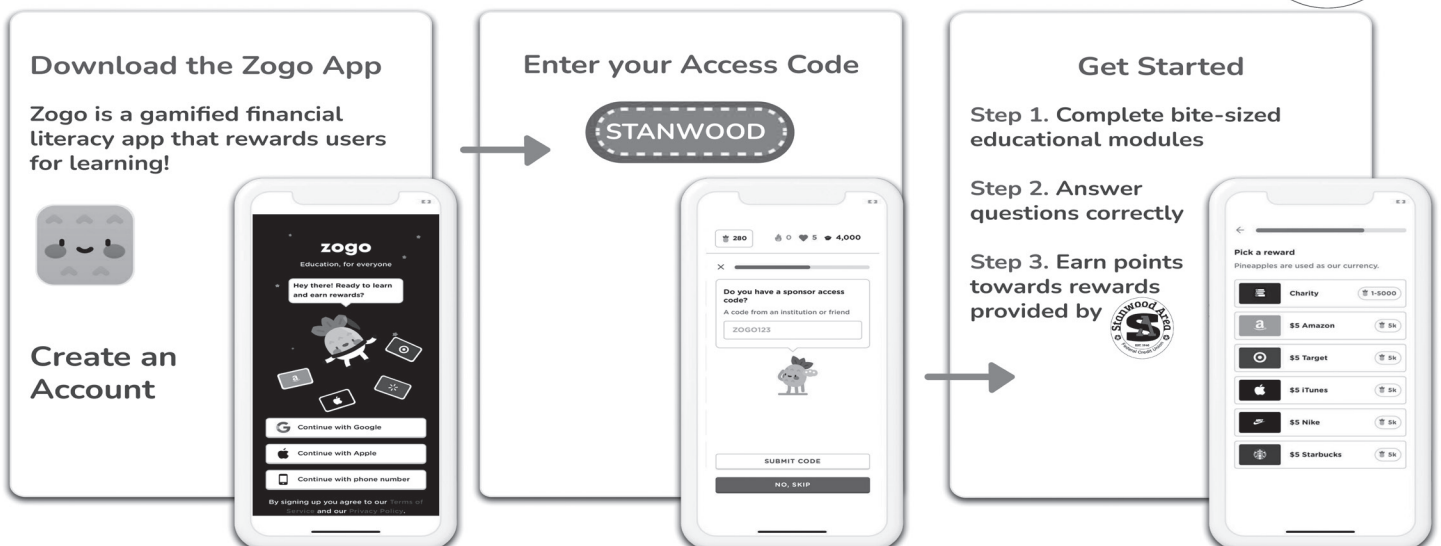 Download the Zogo App
Zogo is a gamified financial
literacy app that rewards users
for learning!
Create an
Account
zogo
Education, for everyone
Hey there! Ready to learn
and earn rewards?
a
Continue with Google
Continue with Apple
Continue with phone number
By signing up you agree to our Terms of
Service and our Privacy Policy.
Enter your Access Code
STANWOOD
280 0 5 4,000
Do you have a sponsor access
code?
A code from an institution or friend
ZOGO123
SUBMIT CODE
NO, SKIP
Get Started
Step 1. Complete bite-sized
educational modules
Step 2. Answer
questions correctly
Step 3. Earn points
towards rewards
provided by
Stanwood Area
SA
EST. 
Federal Credit Union
Pick a reward
Pineapples are used as our currency.
Charity 1-5000
a $5 Amazon 5k
$5 Target 5k
$5 iTunes 5k
$5 Nike 5k
$5 Starbucks 5k